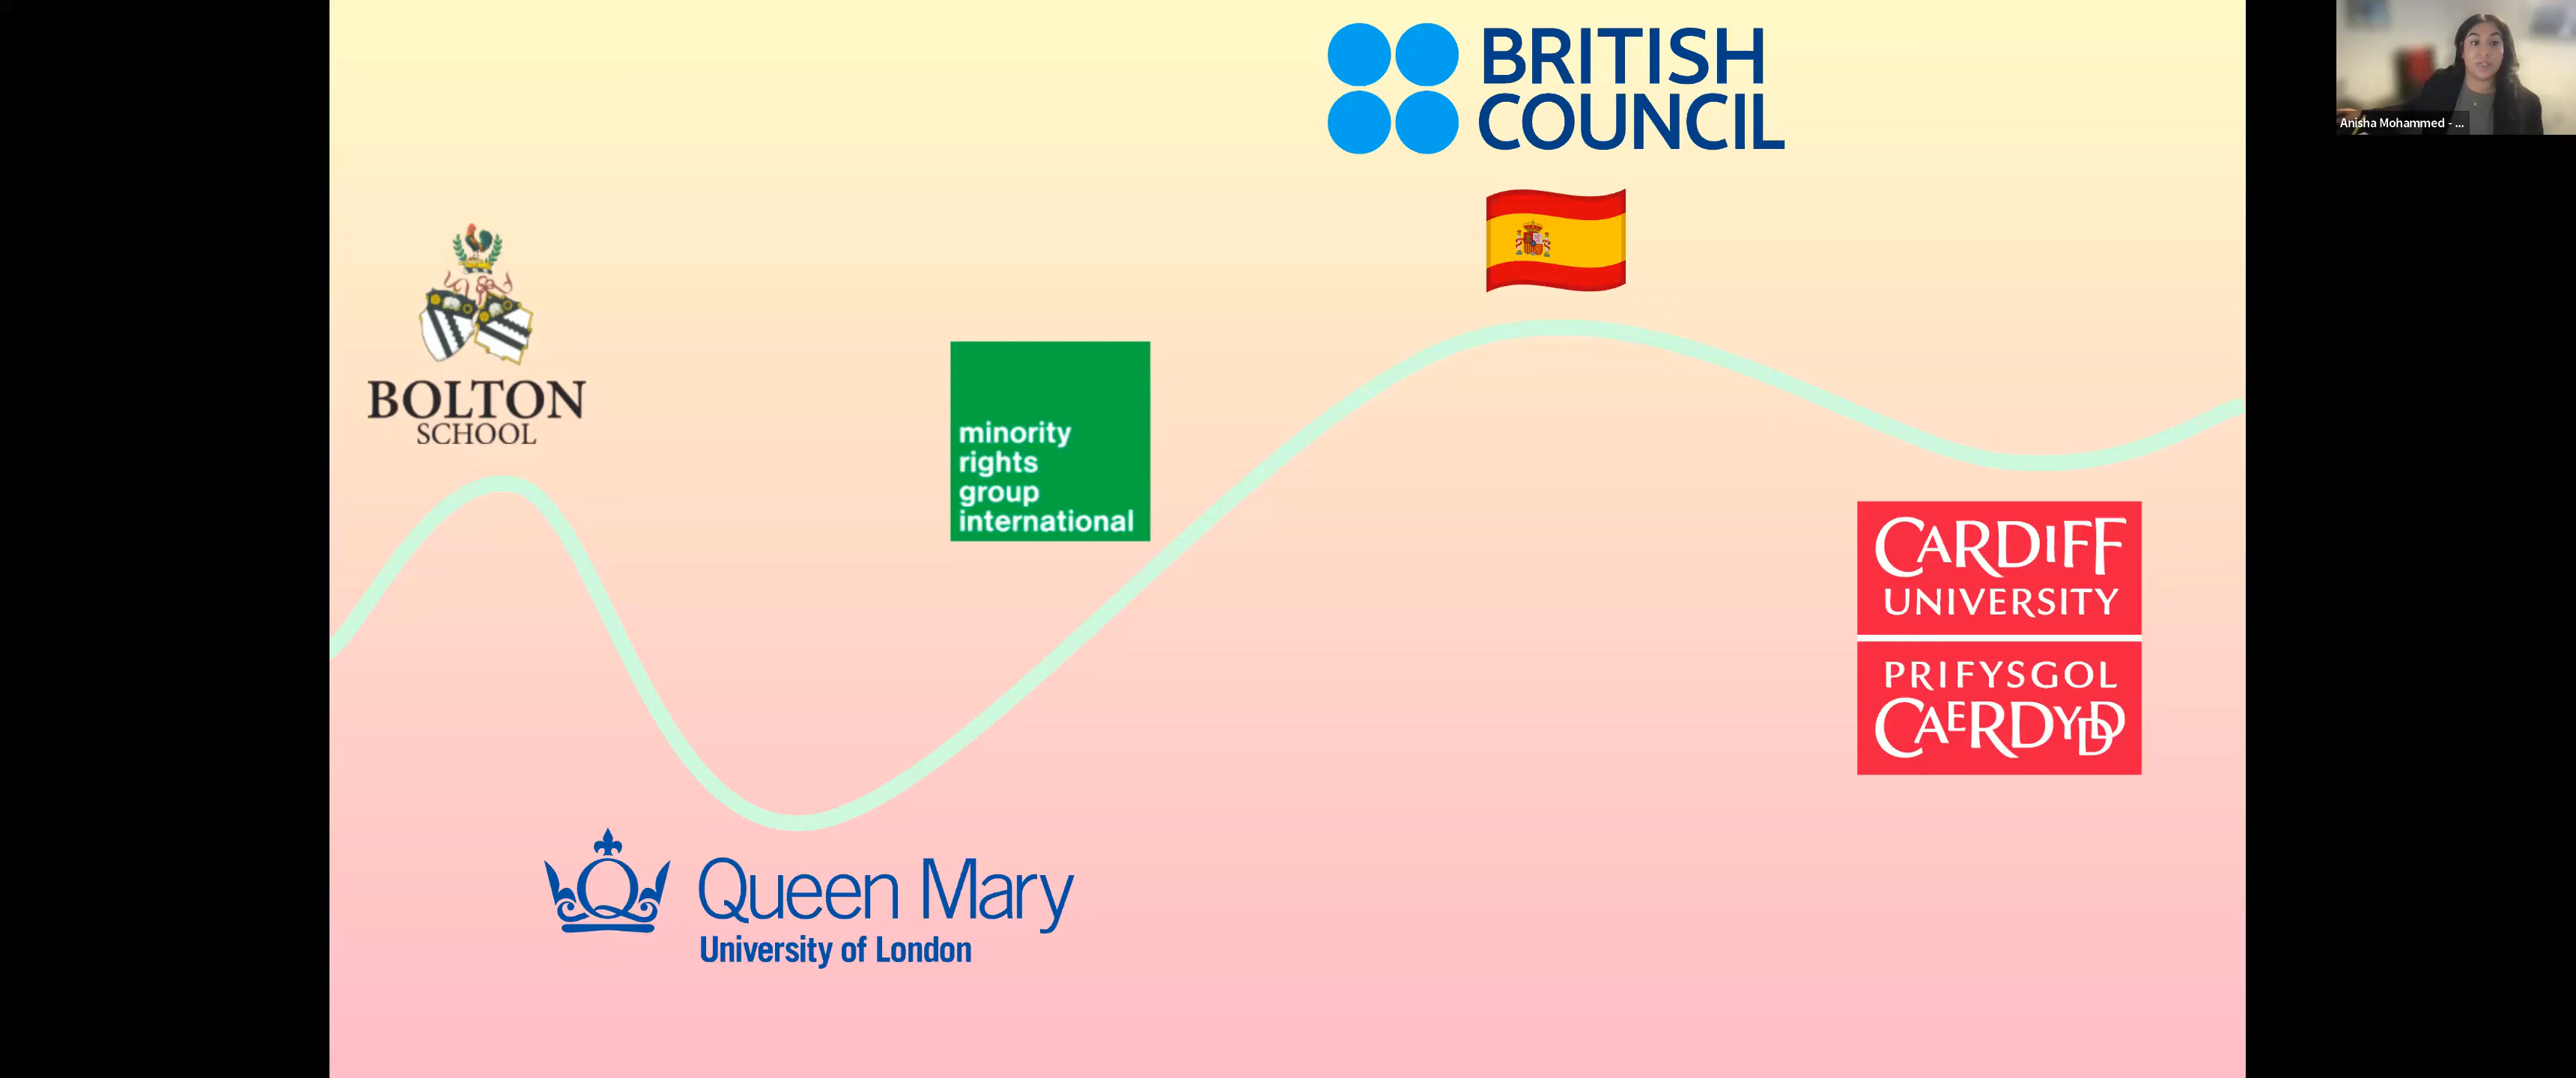 BRITISH
COUNCIL
Anisha Mohammed - ...
BOLTON
SCHOOL
minority
rights
group
international
CARDIFF
UNIVERSITY
PRIFYSGOL
CAERDYDD
Queen Mary
University of London